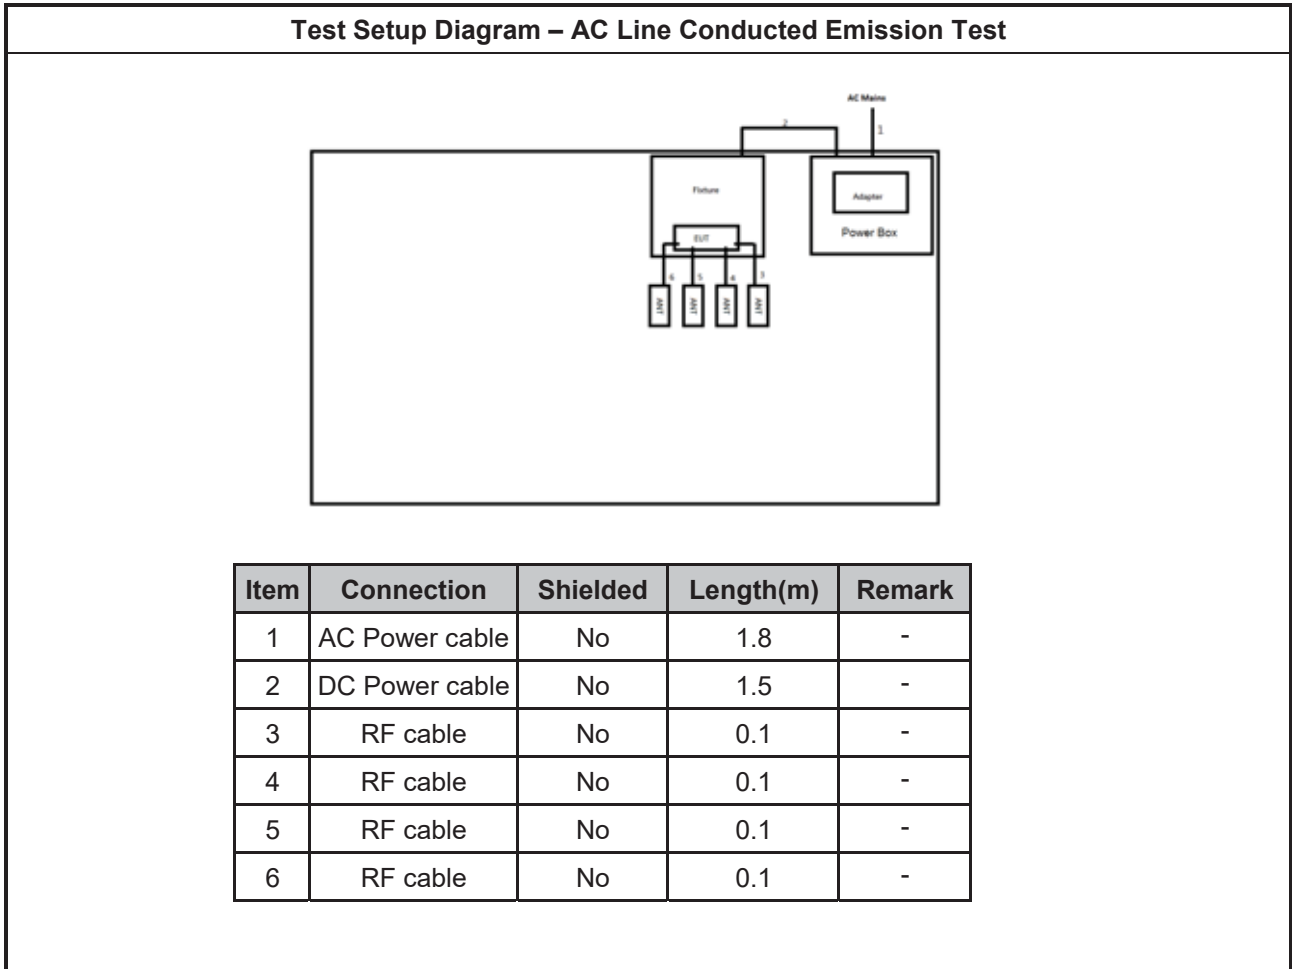 Test Setup Diagram – AC Line Conducted Emission Test
AC Mains
2
1
Fixture
Adapter
Power Box
EUT
6 5 4 3
ANT ANT ANT ANT
Item Connection Shielded Length(m) Remark
1 AC Power cable No 1.8 -
2 DC Power cable No 1.5 -
3 RF cable No 0.1 -
4 RF cable No 0.1 -
5 RF cable No 0.1 -
6 RF cable No 0.1 -